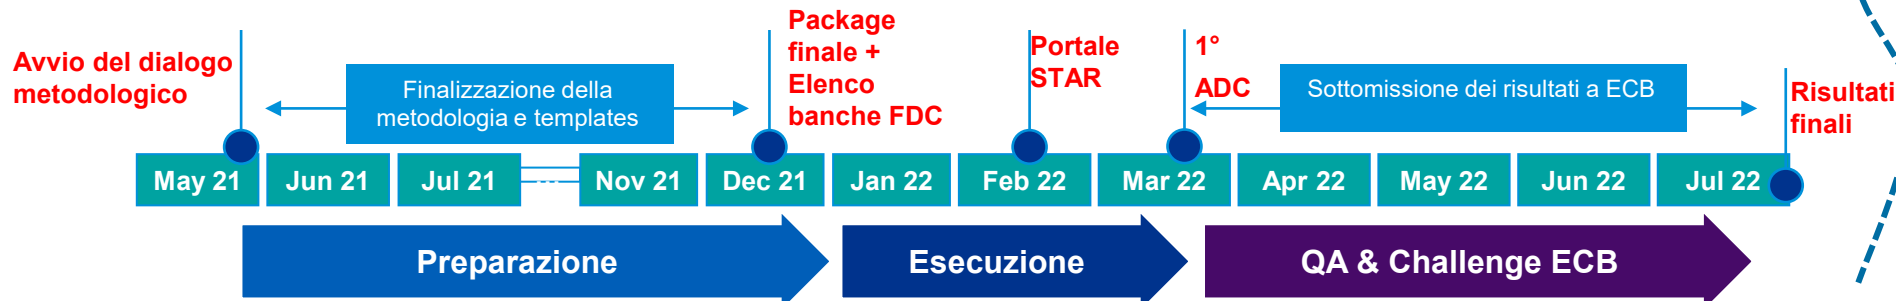 Avvio del dialogo
metodologico
Finalizzazione della
metodologia e templates
Package
finale +
Elenco
banche FDC
Portale
STAR
1°
ADC
Sottomissione dei risultati a ECB
Risultati
finali
May 21
Jun 21
Jul 21
...
Nov 21
Dec 21
Jan 22
Feb 22
Mar 22
Apr 22
May 22
Jun 22
Jul 22
Preparazione
Esecuzione
QA & Challenge ECB